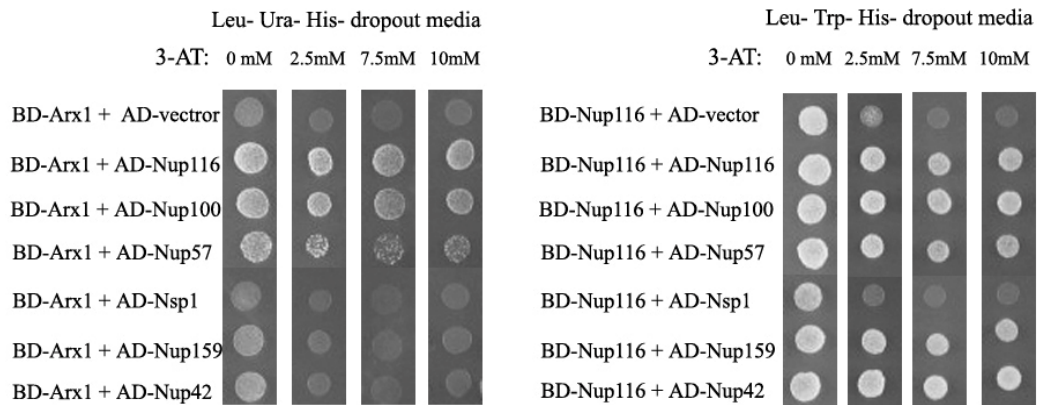 Leu- Ura- His- dropout media
3-AT: 0 mM 2.5mM 7.5mM 10mM
BD-Arx1 + AD-vectror
BD-Arx1 + AD-Nup116
BD-Arx1 + AD-Nup100
BD-Arx1 + AD-Nup57
BD-Arx1 + AD-Nsp1
BD-Arx1 + AD-Nup159
BD-Arx1 + AD-Nup42
Leu- Trp- His- dropout media
3-AT: 0 mM 2.5mM 7.5mM 10mM
BD-Nup116 + AD-vector
BD-Nup116 + AD-Nup116
BD-Nup116 + AD-Nup100
BD-Nup116 + AD-Nup57
BD-Nup116 + AD-Nsp1
BD-Nup116 + AD-Nup159
BD-Nup116 + AD-Nup42